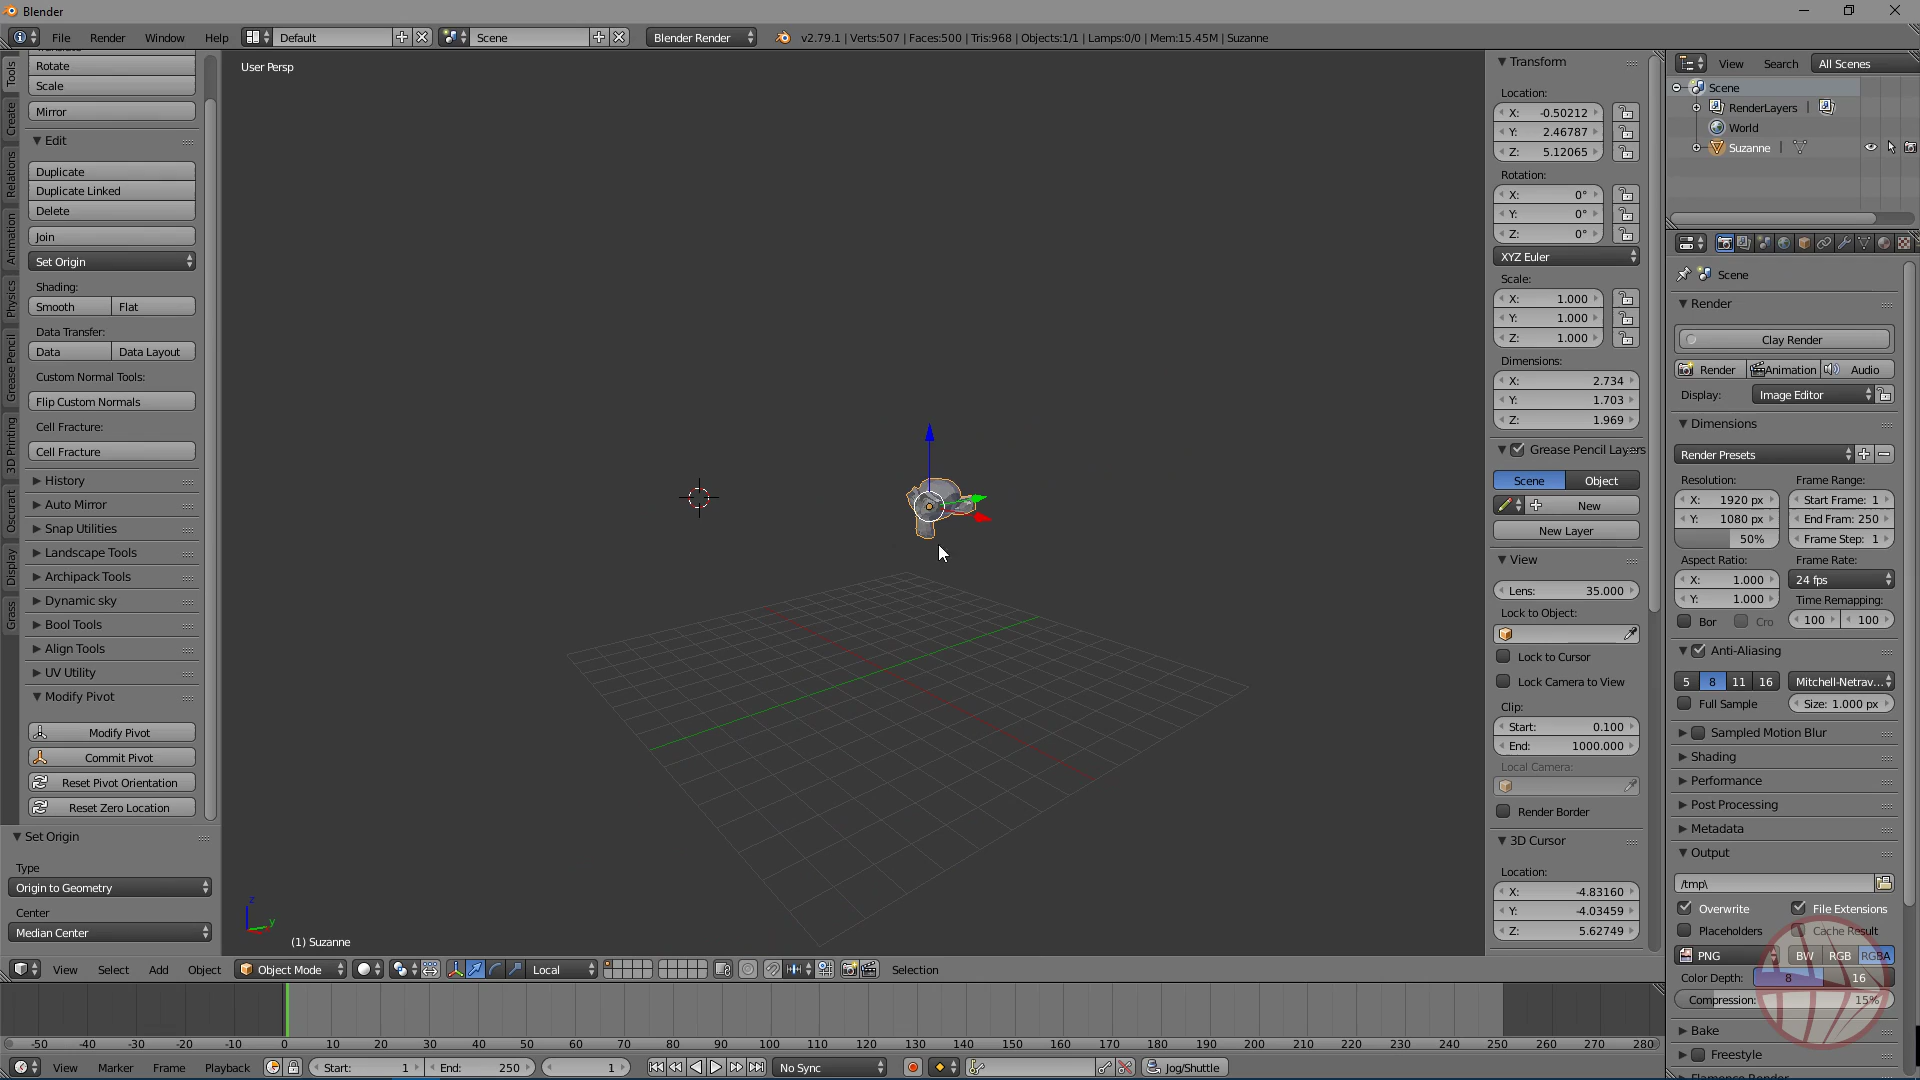 Blender
File
Render
Window
Help
Default
Scene
Blender Render
v2.79.1 | Verts:507 | Faces:500 | Tris:968 | Objects:1/1 | Lamps:0/0 | Mem:15.45M | Suzanne
Tools
Create
Relations
Animation
Physics
Grease Pencil
3D Printing
Oscurart
Display
Grass
Rotate
Scale
Mirror
Edit
Duplicate
Duplicate Linked
Delete
Join
Set Origin
Shading:
Smooth
Flat
Data Transfer:
Data
Data Layout
Custom Normal Tools:
Flip Custom Normals
Cell Fracture:
Cell Fracture
History
Auto Mirror
Snap Utilities
Landscape Tools
Archipack Tools
Dynamic sky
Bool Tools
Align Tools
UV Utility
Modify Pivot
Modify Pivot
Commit Pivot
Reset Pivot Orientation
Reset Zero Location
Set Origin
Type
Origin to Geometry
Center
Median Center
User Persp
z
y
(1) Suzanne
Transform
Location:
X: -0.50212
Y: 2.46787
Z: 5.12065
Rotation:
X: 0°
Y: 0°
Z: 0°
XYZ Euler
Scale:
X: 1.000
Y: 1.000
Z: 1.000
Dimensions:
X: 2.734
Y: 1.703
Z: 1.969
Grease Pencil Layers
Scene
Object
New
New Layer
View
Lens: 35.000
Lock to Object:
Lock to Cursor
Lock Camera to View
Clip:
Start: 0.100
End: 1000.000
Local Camera:
Render Border
3D Cursor
Location:
X: -4.83160
Y: -4.03459
Z: 5.62749
View
Search
All Scenes
Scene
RenderLayers |
World
Suzanne |
Scene
Render
Clay Render
Render
Animation
Audio
Display:
Image Editor
Dimensions
Render Presets
Resolution:
Frame Range:
X: 1920 px
Start Frame: 1
Y: 1080 px
End Fram: 250
50%
Frame Step: 1
Aspect Ratio:
Frame Rate:
X: 1.000
24 fps
Y: 1.000
Time Remapping:
Bor
Cro
100
100
Anti-Aliasing
5
8
11
16
Mitchell-Netrav...
Full Sample
Size: 1.000 px
Sampled Motion Blur
Shading
Performance
Post Processing
Metadata
Output
/tmp\
Overwrite
File Extensions
Placeholders
Cache Result
PNG
BW
RGB
RGBA
Color Depth:
8
16
Compression: 15%
Bake
Freestyle
View
Select
Add
Object
Object Mode
Local
Selection
-50 -40 -30 -20 -10 0 10 20 30 40 50 60 70 80 90 100 110 120 130 140 150 160 170 180 190 200 210 220 230 240 250 260 270 280
View
Marker
Frame
Playback
Start: 1
End: 250
1
No Sync
Jog/Shuttle